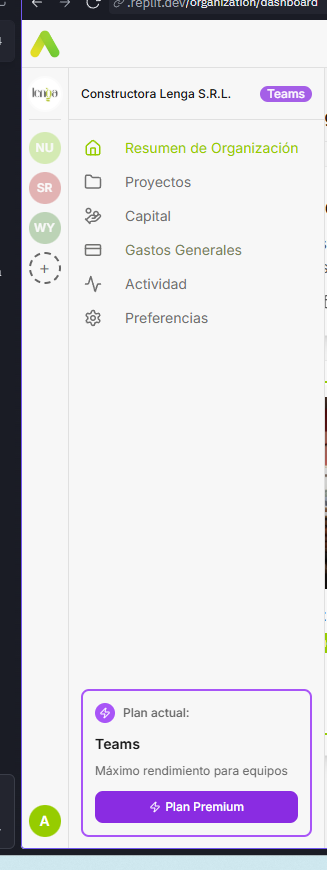 .replit.dev/organization/dashboard
lenga
Constructora Lenga S.R.L.
Teams
NU
SR
WY
+
Resumen de Organización
Proyectos
Capital
Gastos Generales
Actividad
Preferencias
Plan actual:
Teams
Máximo rendimiento para equipos
Plan Premium
A